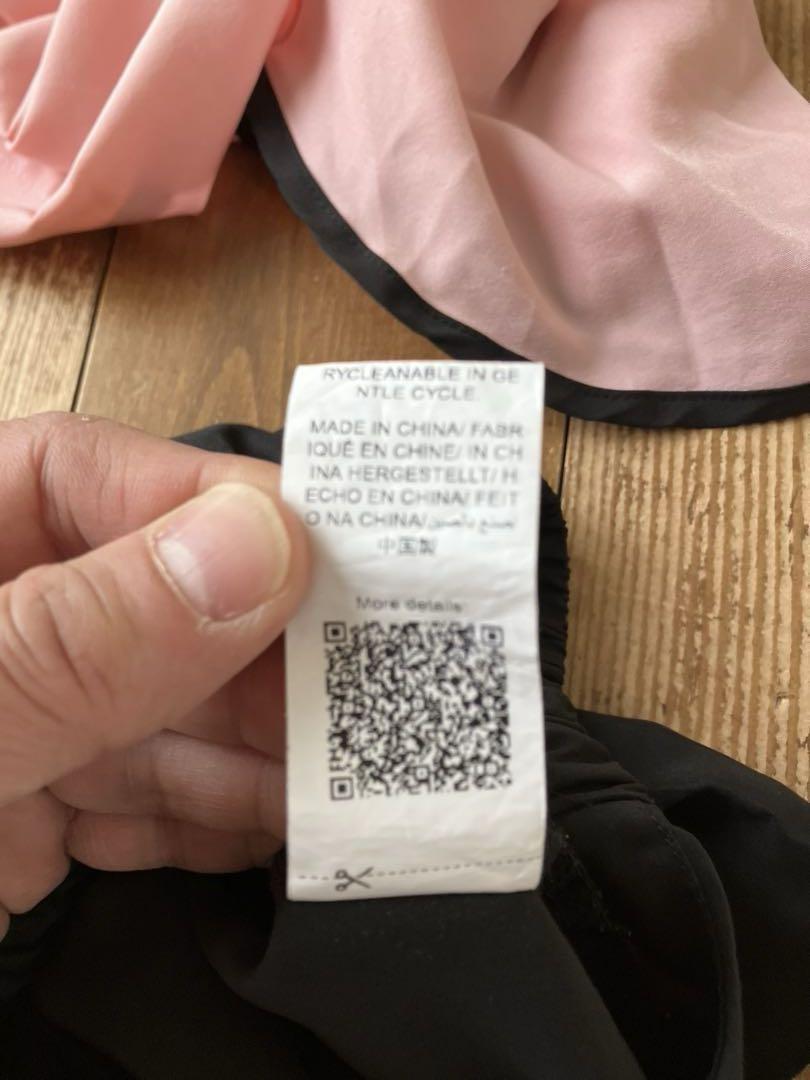 RYCLEANABLE IN GE
NTLE CYCLE.
MADE IN CHINA/ FABR
IQUÉ EN CHINE/ IN CH
INA HERGESTELLT/ H
ECHO EN CHINA/ FEIT
O NA CHINA/صنع بالصين
中国製
More details: